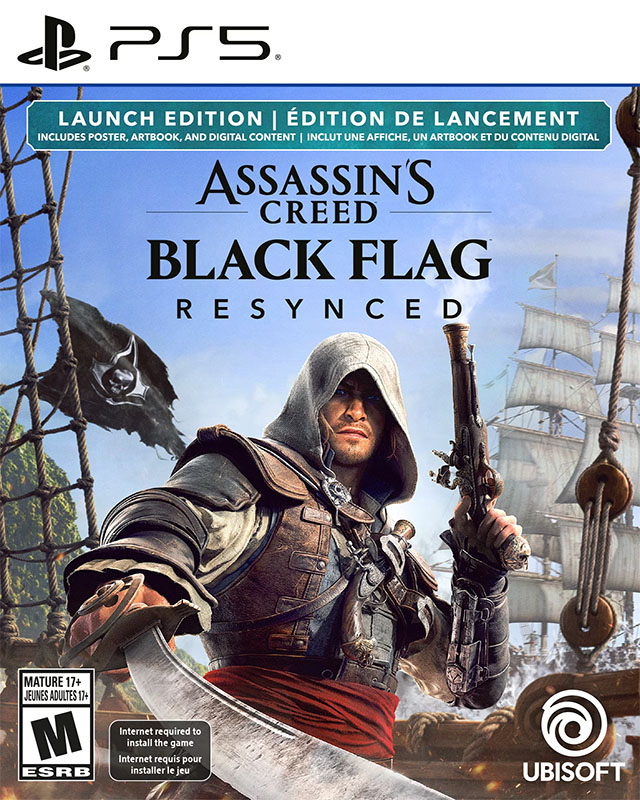 PS5
LAUNCH EDITION | ÉDITION DE LANCEMENT
INCLUDES POSTER, ARTBOOK, AND DIGITAL CONTENT | INCLUT UNE AFFICHE, UN ARTBOOK ET DU CONTENU DIGITAL
ASSASSIN'S
CREED
BLACK FLAG
RESYNCED
MATURE 17+
JEUNES ADULTES 17+
M
ESRB
Internet required to
install the game
Internet requis pour
installer le jeu
UBISOFT